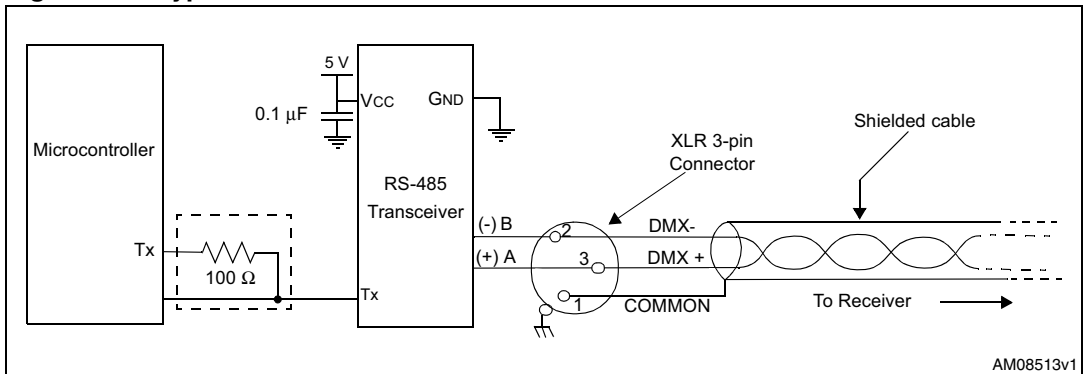 5 V
VCC
GND
0.1 μF
Shielded cable
Microcontroller
XLR 3-pin
Connector
RS-485
Transceiver
(-) B
2
DMX-
Tx
(+) A
3
DMX +
100 Ω
Tx
1
COMMON
To Receiver
AM08513v1